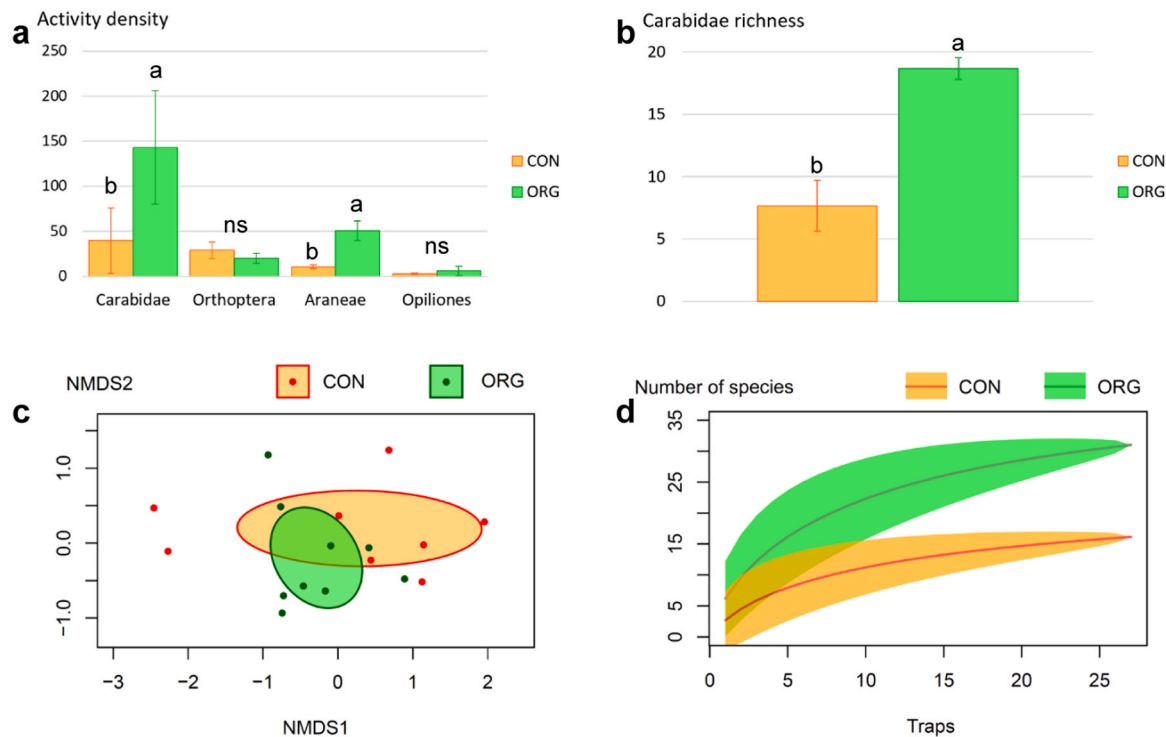 a
Activity density
250
200
150
100
50
0
b
a
ns
b
a
ns
Carabidae
Orthoptera
Araneae
Opiliones
CON
ORG
b
Carabidae richness
20
15
10
5
0
b
a
CON
ORG
c
NMDS2
CON
ORG
1.0
0.0
−1.0
−3
−2
−1
0
1
2
NMDS1
d
Number of species
CON
ORG
35
25
15
5
0
0
5
10
15
20
25
Traps